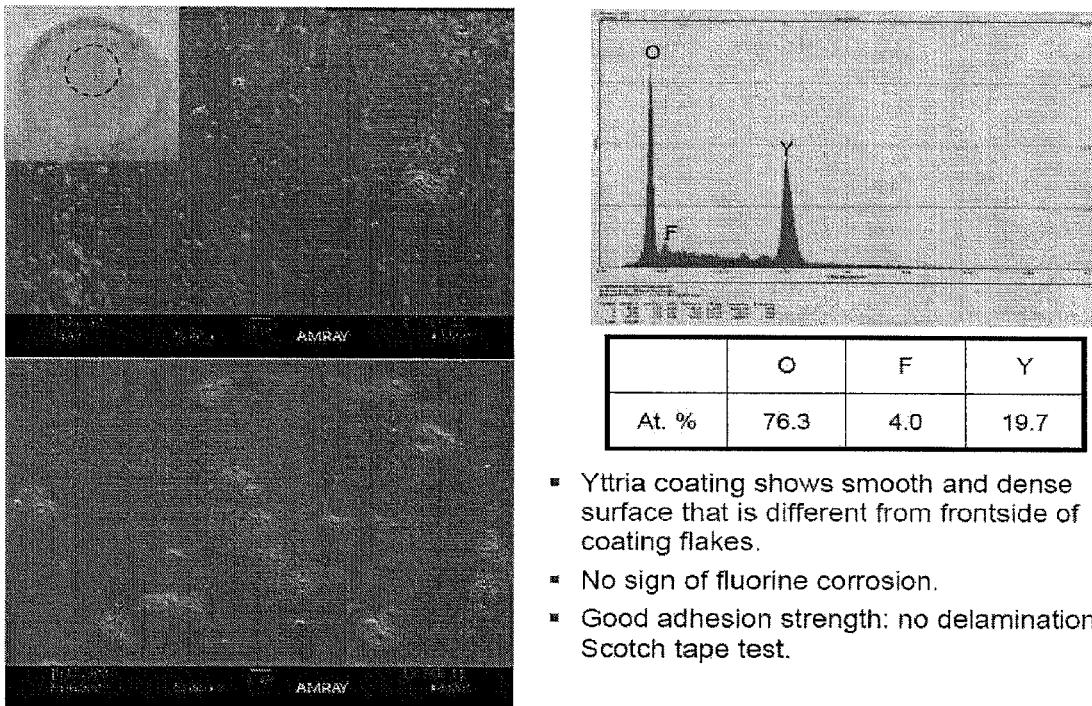 AMRAY
AMRAY
O
F
Y
O F Y
At. % 76.3 4.0 19.7
▪ Yttria coating shows smooth and dense
surface that is different from frontside of
coating flakes.
▪ No sign of fluorine corrosion.
▪ Good adhesion strength: no delamination
Scotch tape test.